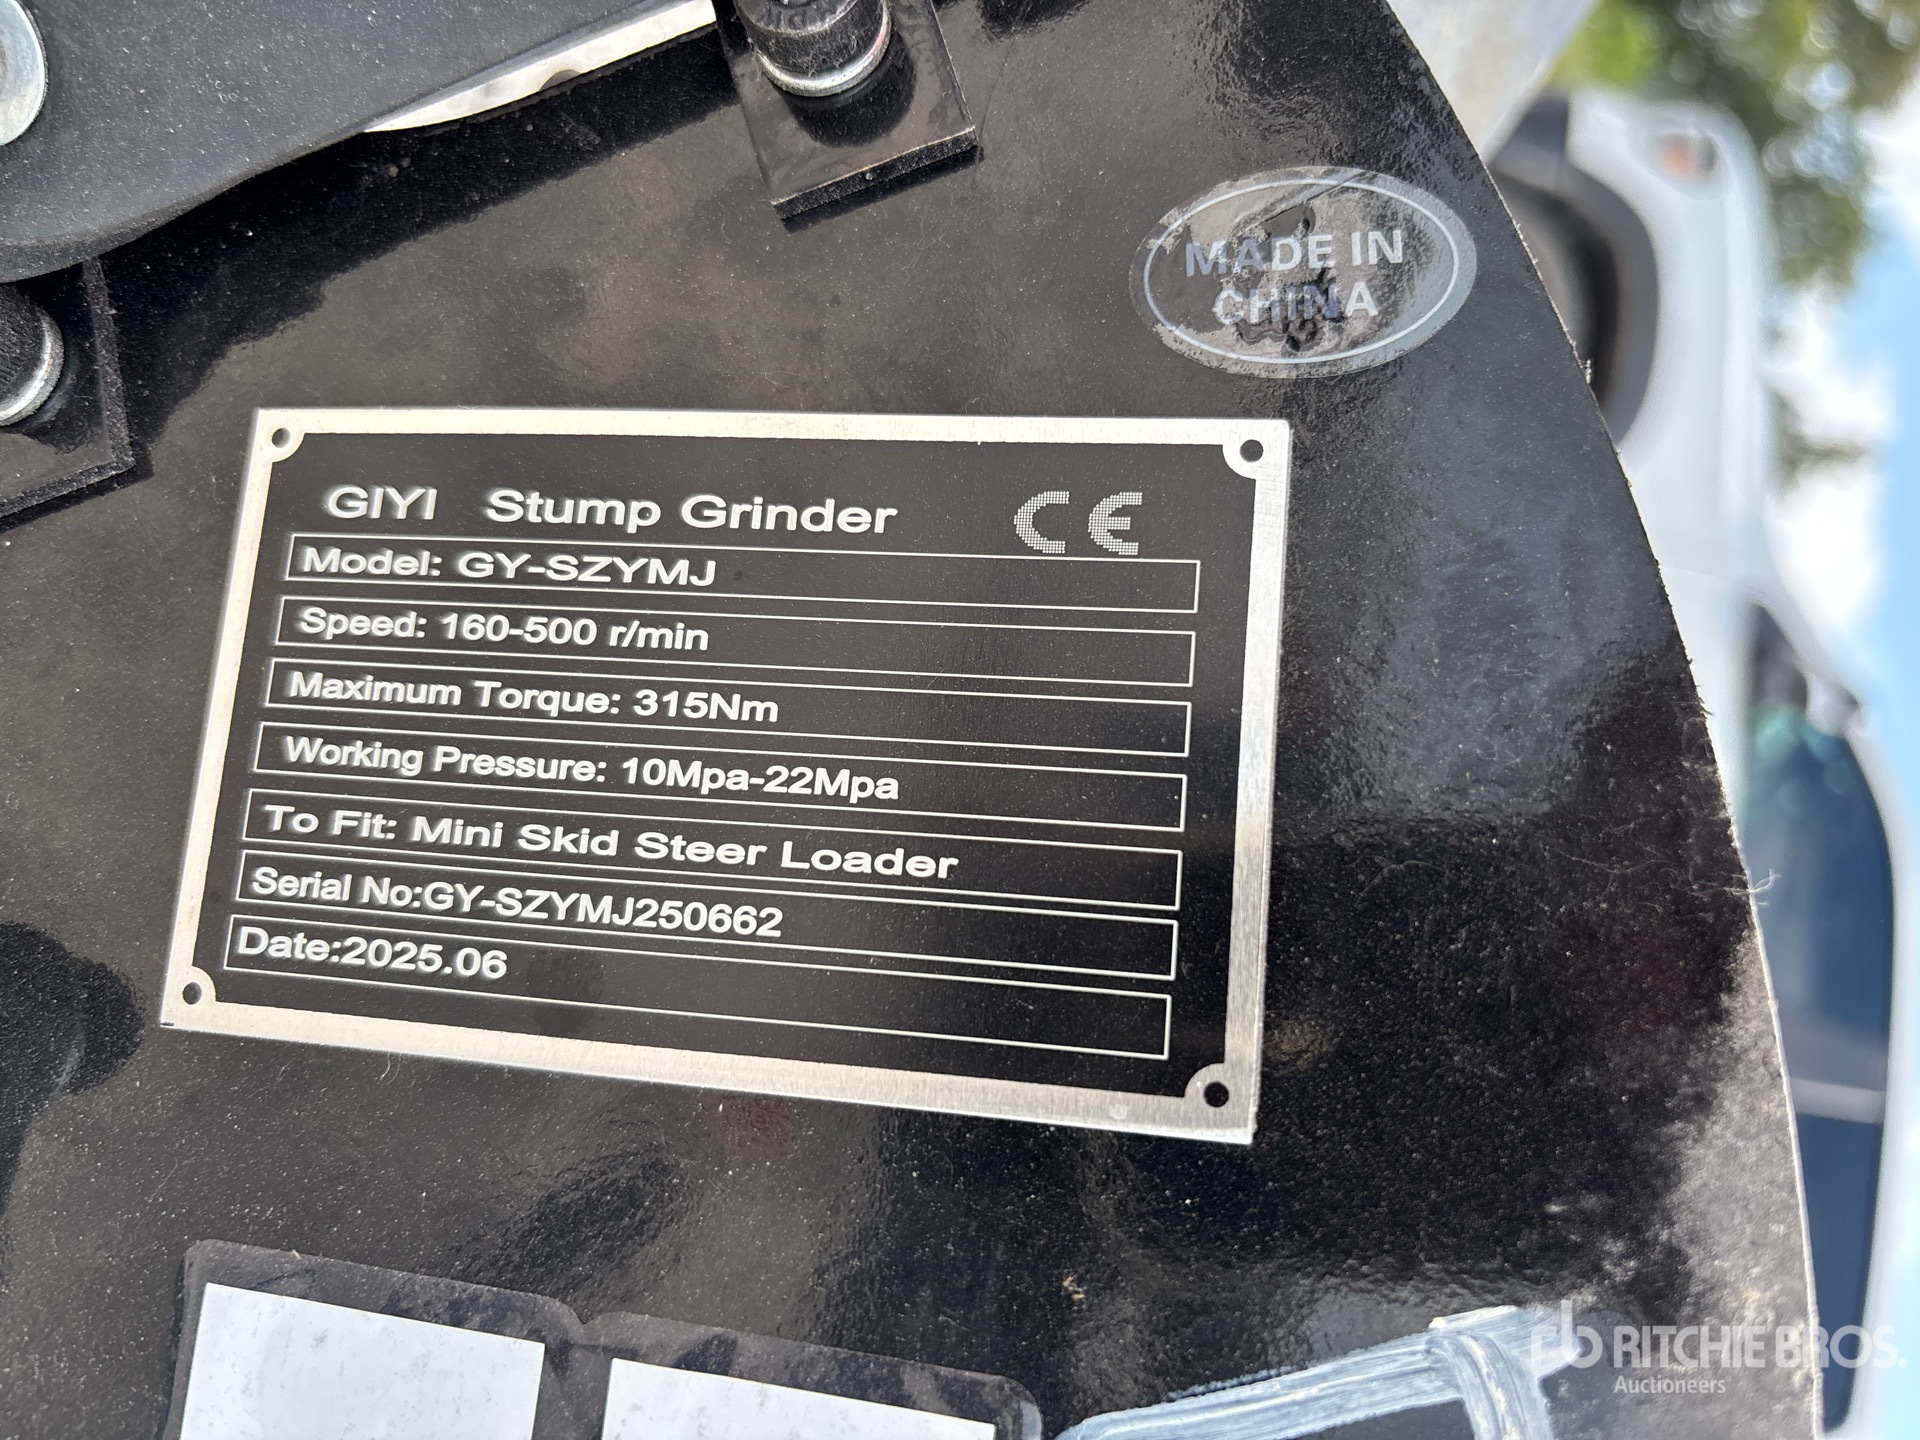 MADE IN
CHINA
GIYI Stump Grinder CE
Model: GY-SZYMJ
Speed: 160-500 r/min
Maximum Torque: 315Nm
Working Pressure: 10Mpa-22Mpa
To Fit: Mini Skid Steer Loader
Serial No:GY-SZYMJ250662
Date:2025.06
rb RITCHIE BROS.
Auctioneers